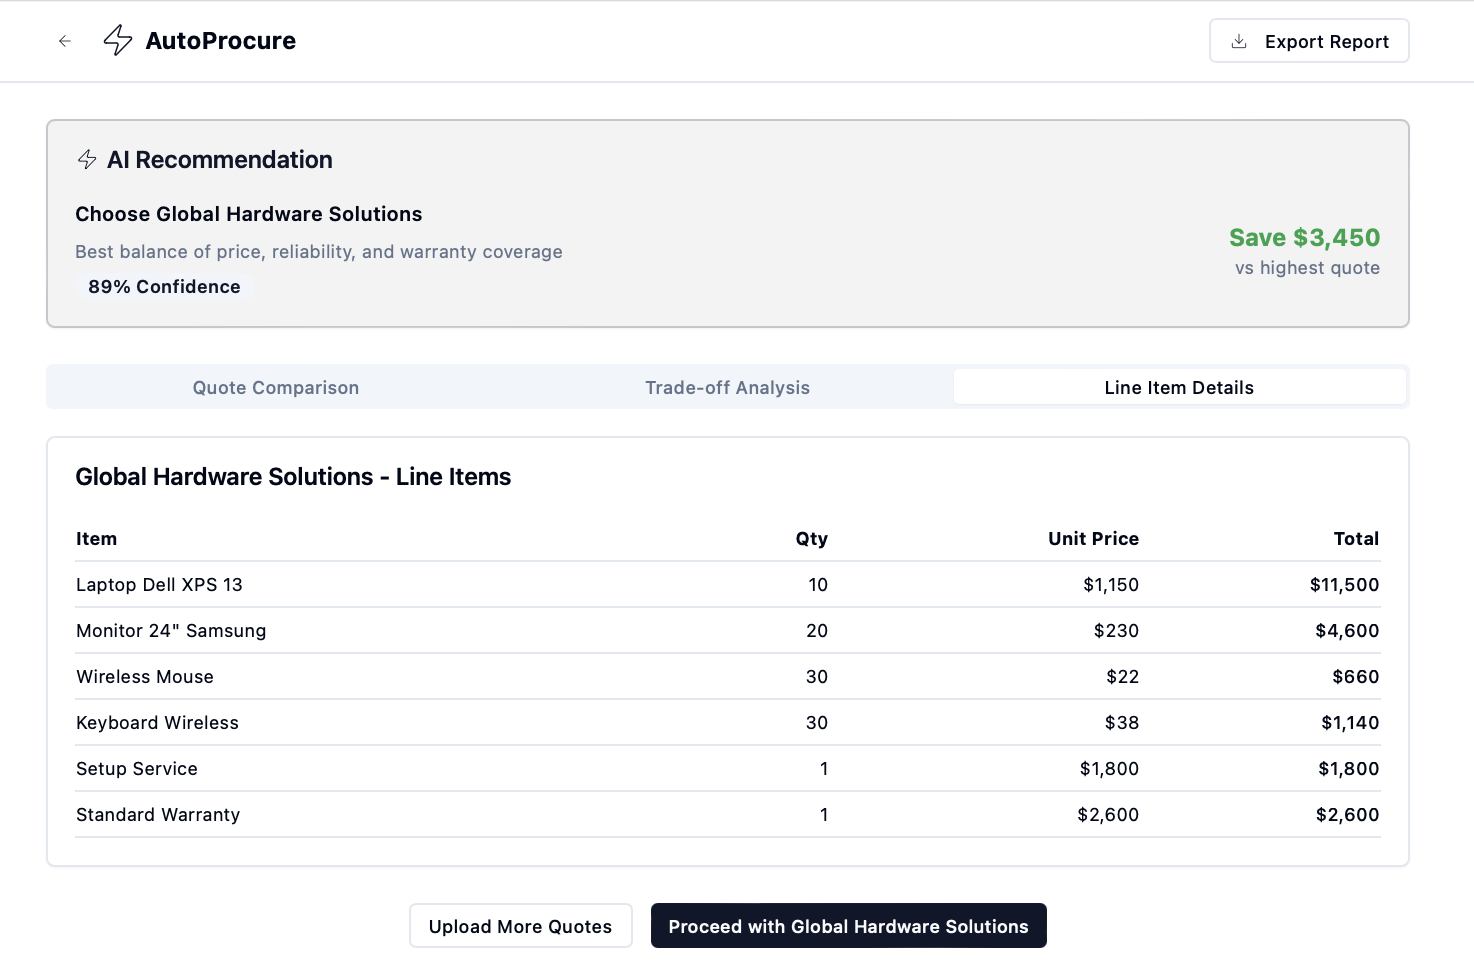 AutoProcure
Export Report
AI Recommendation
Choose Global Hardware Solutions
Best balance of price, reliability, and warranty coverage
89% Confidence
Save $3,450
vs highest quote
Quote Comparison
Trade-off Analysis
Line Item Details
Global Hardware Solutions - Line Items
Item Qty Unit Price Total
Laptop Dell XPS 13 10 $1,150 $11,500
Monitor 24" Samsung 20 $230 $4,600
Wireless Mouse 30 $22 $660
Keyboard Wireless 30 $38 $1,140
Setup Service 1 $1,800 $1,800
Standard Warranty 1 $2,600 $2,600
Upload More Quotes
Proceed with Global Hardware Solutions